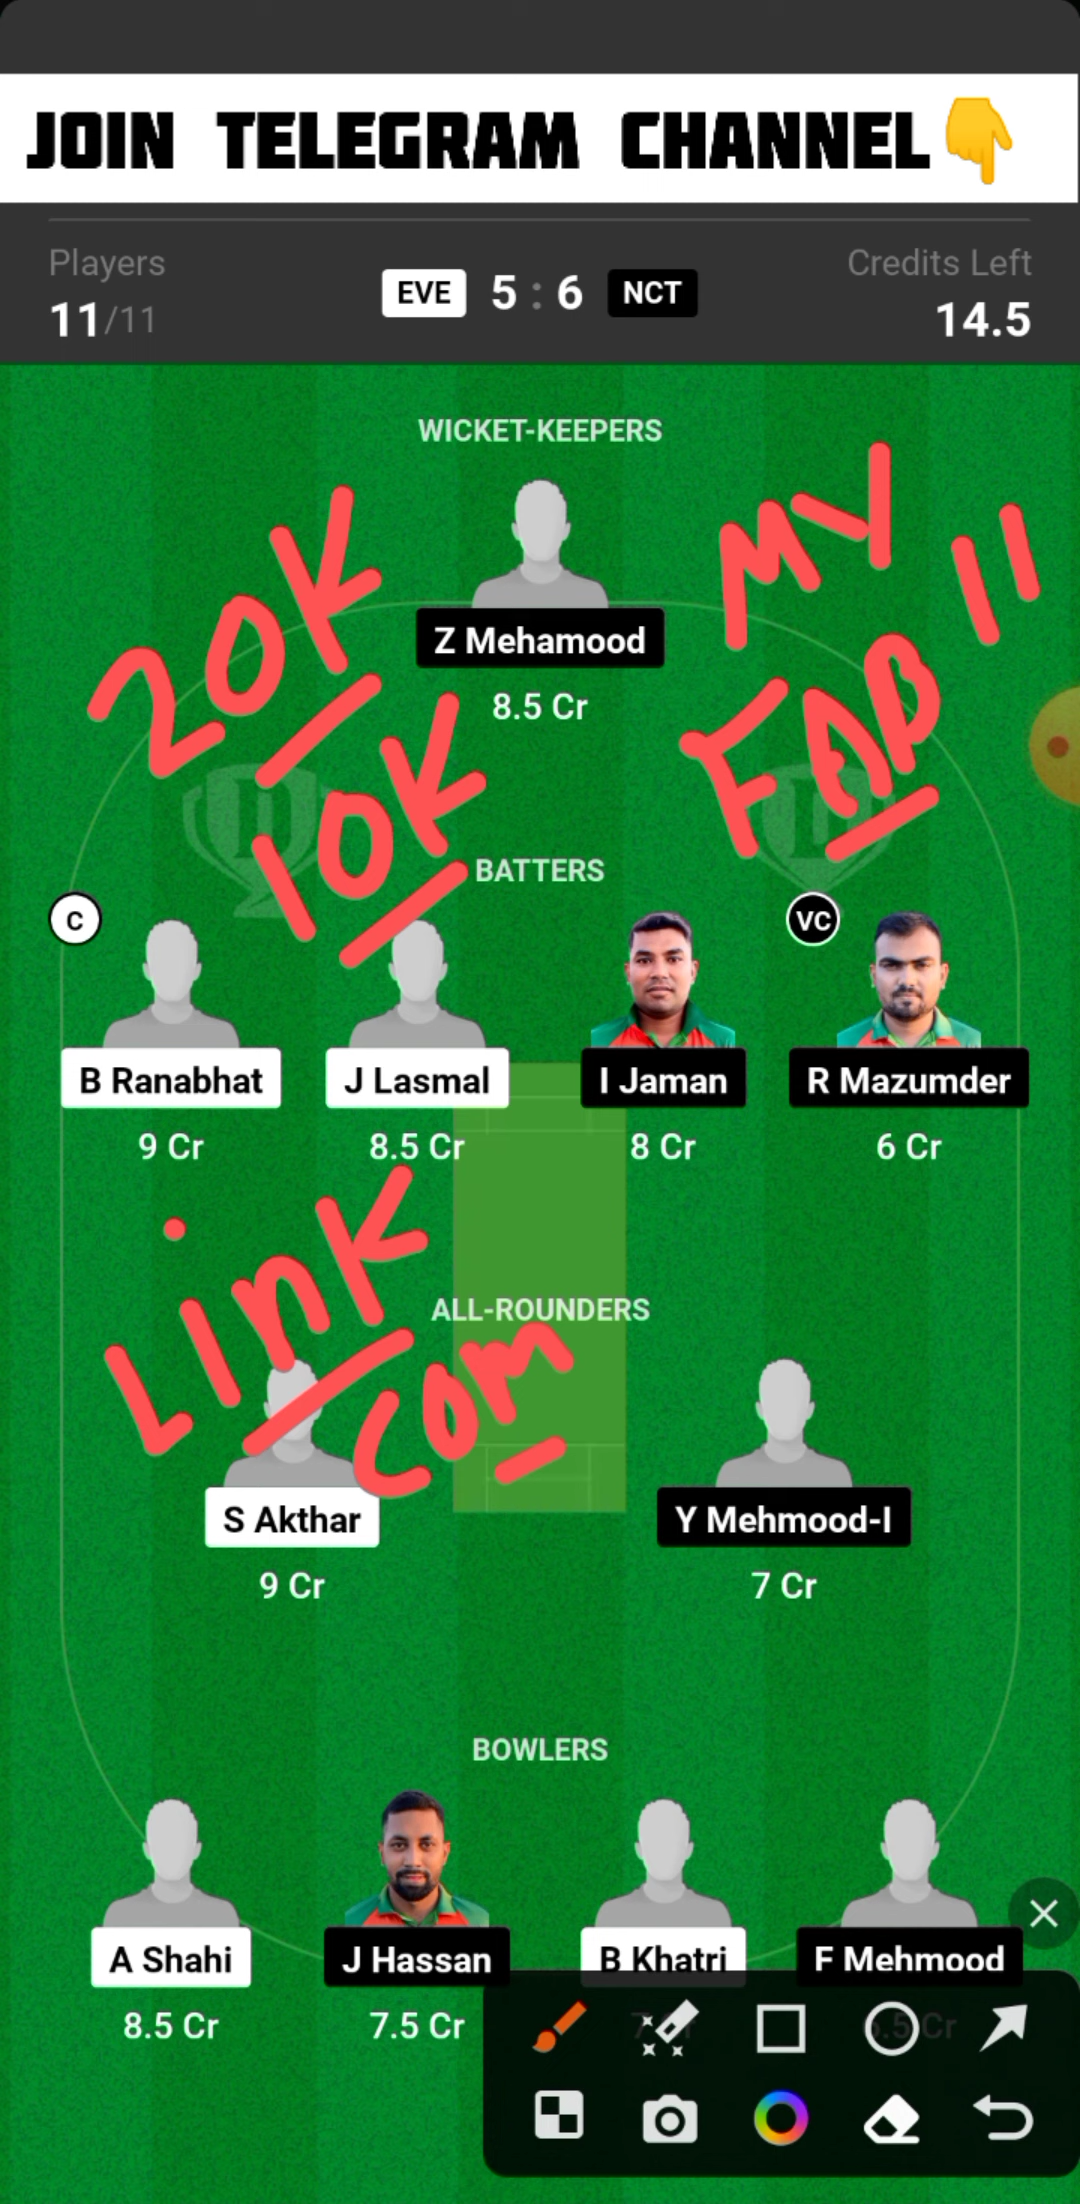 JOIN TELEGRAM CHANNEL👇
Players
11/11
EVE 5 : 6 NCT
Credits Left
14.5
WICKET-KEEPERS
Z Mehamood
8.5 Cr
20K
10K
MY
FAB 11
BATTERS
C
VC
B Ranabhat
J Lasmal
I Jaman
R Mazumder
9 Cr
8.5 Cr
8 Cr
6 Cr
LINK
COM
ALL-ROUNDERS
S Akthar
Y Mehmood-I
9 Cr
7 Cr
BOWLERS
A Shahi
J Hassan
B Khatri
F Mehmood
8.5 Cr
7.5 Cr